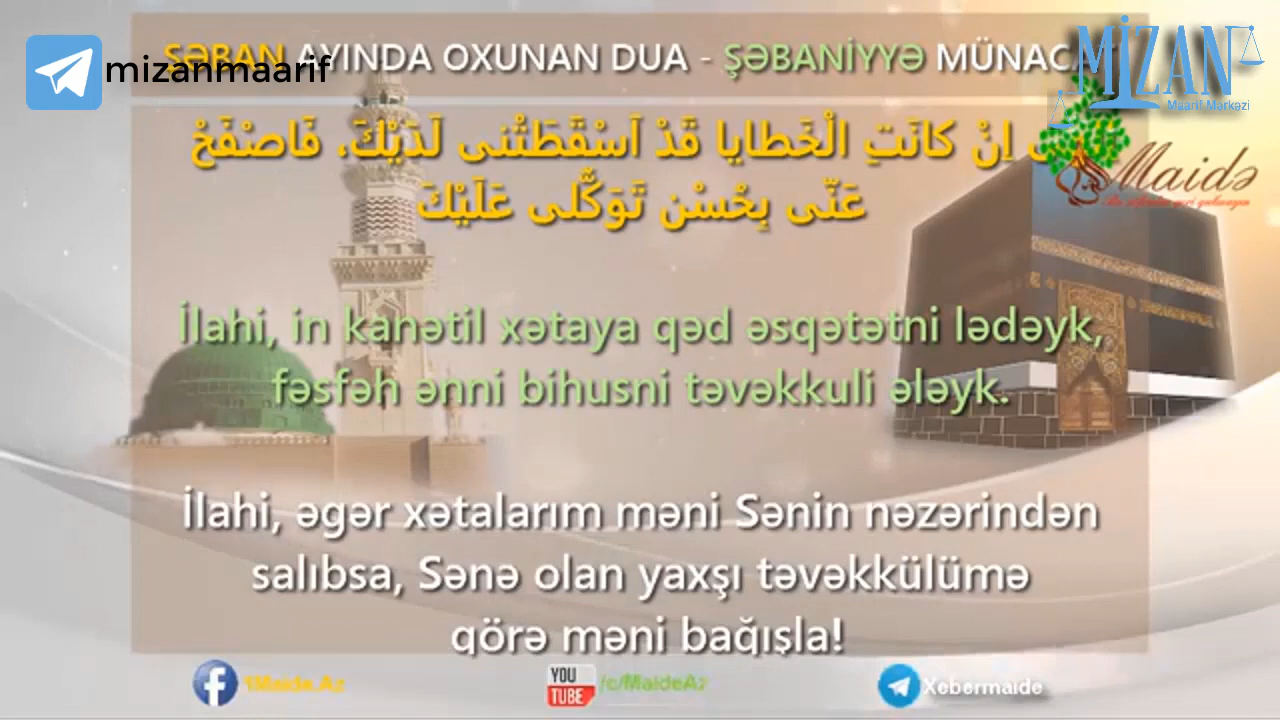 mizanmaarif
ŞƏBAN AYINDA OXUNAN DUA - ŞƏBANİYYƏ
MİZAN
Maarif Mərkəzi
Maidə
اِنْ كانَتِ الْخَطايا قَدْ اَسْقَطَتْنى لَدَيْكَ، فَاصْفَحْ
عَنّى بِحُسْنِ تَوَكُّلى عَلَيْكَ
İlahi, in kanətil xətaya qəd əsqətətni lədəyk,
fəsfəh ənni bihusni təvəkkuli ələyk.
İlahi, əgər xətalarım məni Sənin nəzərindən
salıbsa, Sənə olan yaxşı təvəkkülümə
görə məni bağışla!
1Maide.Az
YOU TUBE /c/MaideAz
Xebermaide